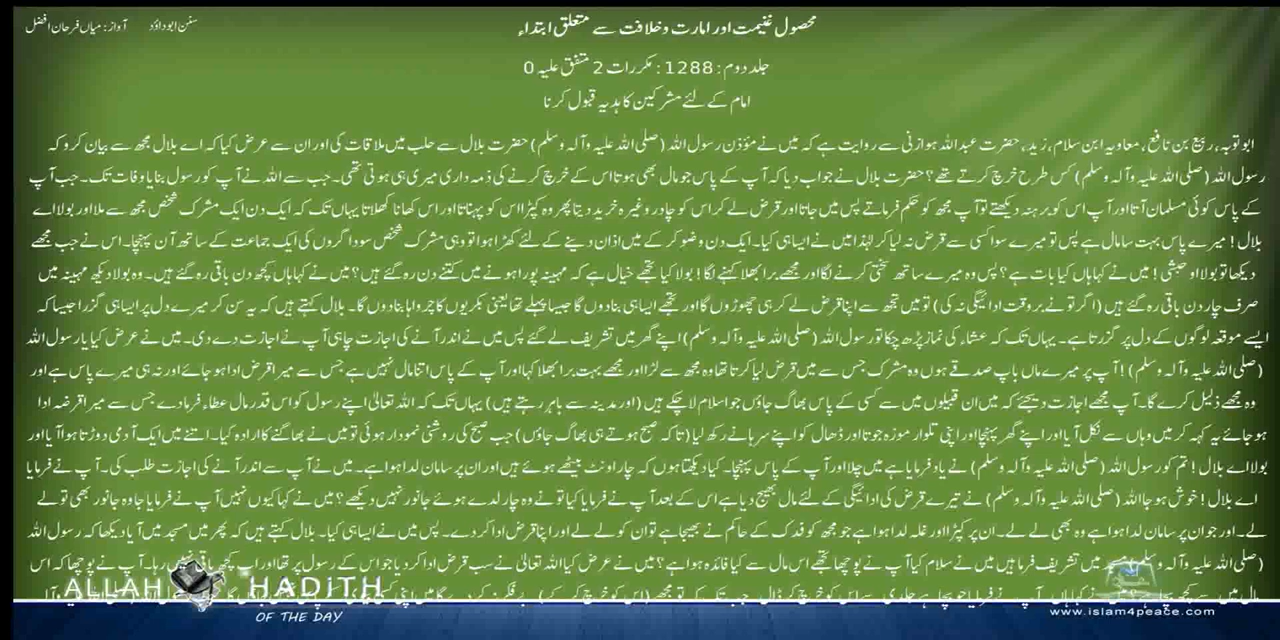 محصول غنیمت اور امارت و خلافت سے متعلق ابتداء
سنن ابوداؤد آواز: میاں فرحان افضل
جلد دوم: 1288: مکررات 2 متفق علیہ 0
امام کے لئے مشرکین کا ہدیہ قبول کرنا
ابو توبہ، ربیع بن نافع، معاویہ ابن سلام، زید، حضرت عبد اللہ ہوازنی سے روایت ہے کہ میں نے مؤذن رسول اللہ (صلی اللہ علیہ وآلہ وسلم) حضرت بلال سے حلب میں ملاقات کی اور ان سے عرض کیا کہ اے بلال مجھ سے بیان کرو کہ
رسول اللہ (صلی اللہ علیہ وآلہ وسلم) کس طرح خرچ کرتے تھے؟ حضرت بلال نے جواب دیا کہ آپ کے پاس جو مال بھی ہوتا اس کے خرچ کرنے کی ذمہ داری میری ہی ہوتی تھی۔ جب سے اللہ نے آپ کو رسول بنایا وفات تک۔ جب آپ
کے پاس کوئی مسلمان آتا اور آپ اس کو برہنہ دیکھتے تو آپ مجھ کو حکم فرماتے پس میں جاتا اور قرض لے کر اس کو چادر وغیرہ خرید دیتا پھر وہ کپڑا اس کو پہناتا اور اس کھانا کھلاتا یہاں تک کہ ایک دن ایک مشرک شخص مجھ سے ملا اور بولا اے
بلال! میرے پاس بہت سا مال ہے پس تو میرے سوا کسی سے قرض نہ لیا کر لہٰذا میں نے ایسا ہی کیا۔ ایک دن وضو کر کے میں اذان دینے کے لئے کھڑا ہوا تو وہی مشرک شخص سوداگروں کی ایک جماعت کے ساتھ آن پہنچا۔ اس نے جب مجھے
دیکھا تو بولا او حبشی! میں نے کہا ہاں کیا بات ہے؟ پس وہ میرے ساتھ سختی کرنے لگا اور مجھے برا بھلا کہنے لگا! بولا کیا تجھے خیال ہے کہ مہینہ پورا ہونے میں کتنے دن رہ گئے ہیں؟ میں نے کہا ہاں کچھ دن باقی رہ گئے ہیں۔ وہ بولا دیکھ مہینہ میں
صرف چار دن باقی رہ گئے ہیں (اگر تو نے بر وقت ادائیگی نہ کی) تو میں تجھ سے اپنا قرض لے کر ہی چھوڑوں گا اور تجھے ایسا ہی بنا دوں گا جیسا پہلے تھا یعنی بکریوں کا چرواہا بنا دوں گا۔ بلال کہتے ہیں کہ یہ سن کر میرے دل پر ایسا ہی گزرا جیسا کہ
ایسے موقعہ لوگوں کے دل پر گزرتا ہے۔ یہاں تک کہ عشاء کی نماز پڑھ چکا تو رسول اللہ (صلی اللہ علیہ وآلہ وسلم) اپنے گھر میں تشریف لے گئے پس میں نے اندر آنے کی اجازت چاہی آپ نے اجازت دے دی۔ میں نے عرض کیا یا رسول اللہ
(صلی اللہ علیہ وآلہ وسلم)! آپ پر میرے ماں باپ صدقے ہوں وہ مشرک جس سے میں قرض لیا کرتا تھا وہ مجھ سے لڑا اور مجھے بہت برا بھلا کہا اور آپ کے پاس اتنا مال نہیں ہے جس سے میرا قرض ادا ہو جائے اور نہ ہی میرے پاس ہے اور
وہ مجھے ذلیل کرے گا۔ آپ مجھے اجازت دیجئے کہ میں ان قبیلوں میں سے کسی کے پاس بھاگ جاؤں جو اسلام لا چکے ہیں (اور مدینہ سے باہر رہتے ہیں) یہاں تک کہ اللہ تعالیٰ اپنے رسول کو اس قدر مال عطاء فرما دے جس سے میرا قرضہ ادا
ہو جائے یہ کہہ کر میں وہاں سے نکل آیا اور اپنے گھر پہنچا اور اپنی تلوار موزہ جوتا اور ڈھال کو اپنے سرہانے رکھ لیا (تاکہ صبح ہوتے ہی بھاگ جاؤں) جب صبح کی روشنی نمودار ہوئی تو میں نے بھاگنے کا ارادہ کیا۔ اتنے میں ایک آدمی دوڑتا ہوا آیا اور
بولا اے بلال! تم کو رسول اللہ (صلی اللہ علیہ وآلہ وسلم) نے یاد فرمایا ہے میں چلا اور آپ کے پاس پہنچا۔ کیا دیکھتا ہوں کہ چار اونٹ بیٹھے ہوئے ہیں اور ان پر سامان لدا ہوا ہے۔ میں نے آپ سے اندر آنے کی اجازت طلب کی۔ آپ نے فرمایا
اے بلال! خوش ہو جا اللہ (صلی اللہ علیہ وآلہ وسلم) نے تیرے قرض کی ادائیگی کے لئے مال بھیج دیا ہے اس کے بعد آپ نے فرمایا کیا تو نے وہ چار لدے ہوئے جانور نہیں دیکھے؟ میں نے کہا کیوں نہیں آپ نے فرمایا جا وہ جانور بھی تو لے
لے۔ اور جو ان پر سامان لدا ہوا ہے وہ بھی لے لے۔ ان پر کپڑا اور غلہ لدا ہوا ہے جو مجھ کو فدک کے حاکم نے بھیجا ہے تو ان کو لے لے اور اپنا قرض ادا کر دے۔ پس میں نے ایسا ہی کیا۔ بلال کہتے ہیں کہ پھر میں مسجد میں آیا دیکھا کہ رسول اللہ
(صلی اللہ علیہ وآلہ وسلم) میں تشریف فرما ہیں میں نے سلام کیا آپ نے پوچھا تجھے اس مال سے کیا فائدہ ہوا ہے؟ میں نے عرض کیا اللہ تعالیٰ نے سب قرض ادا کر دیا جو اس کے رسول پر تھا اور اب کچھ باقی نہیں رہا۔ آپ نے پوچھا کہ اس
ALLAH HADITH
OF THE DAY
www.islam4peace.com